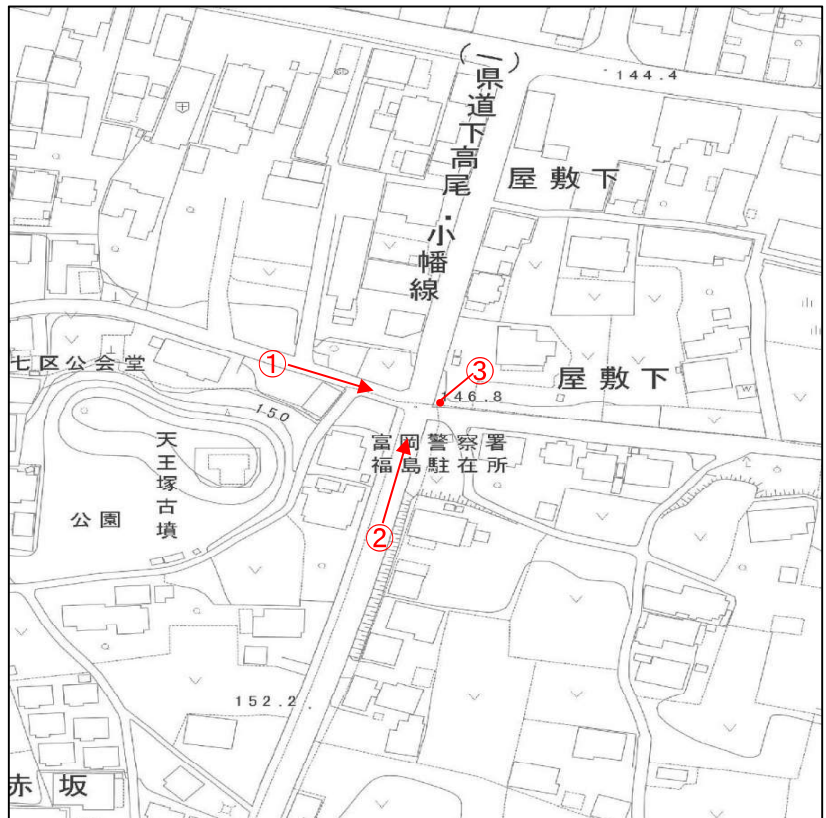 (一)県道下高尾・小幡線
144.4
屋敷下
七区公会堂
①
③
屋敷下
146.8
150
富岡警察署
福島駐在所
天王塚古墳
公園
②
152.2
赤坂